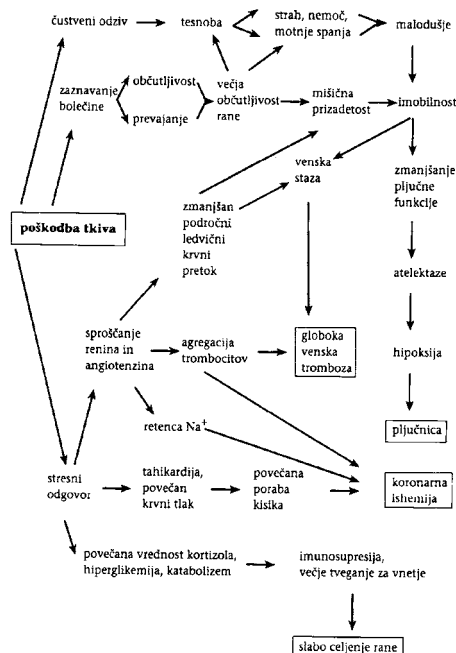 čustveni odziv
tesnoba
strah, nemoč,
motnje spanja
malodušje
zaznavanje
bolečine
občutljivost
prevajanje
večja
občutljivost
rane
mišična
prizadetost
imobilnost
venska
staza
zmanjšanje
pljučne
funkcije
poškodba tkiva
zmanjšan
področni
ledvični
krvni
pretok
atelektaze
sproščanje
renina in
angiotenzina
agregacija
trombocitov
globoka
venska
tromboza
hipoksija
retenca Na+
pljučnica
stresni
odgovor
tahikardija,
povečan
krvni tlak
povečana
poraba
kisika
koronarna
ishemija
povečana vrednost kortizola,
hiperglikemija, katabolizem
imunosupresija,
večje tveganje za vnetje
slabo celjenje rane